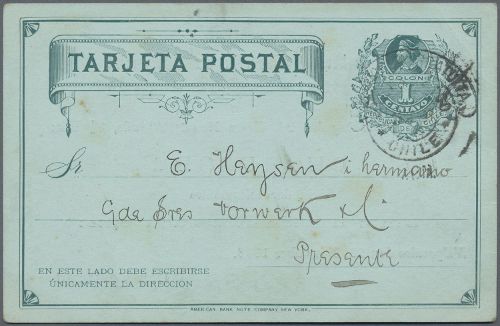 TARJETA POSTAL
COLON
1
CENTAVO
CHILE
Sr. E. Heysen i hermano
Gde Sres Vorwerk & C.
Presente
EN ESTE LADO DEBE ESCRIBIRSE
ÚNICAMENTE LA DIRECCION
AMERICAN BANK NOTE COMPANY NEW YORK.